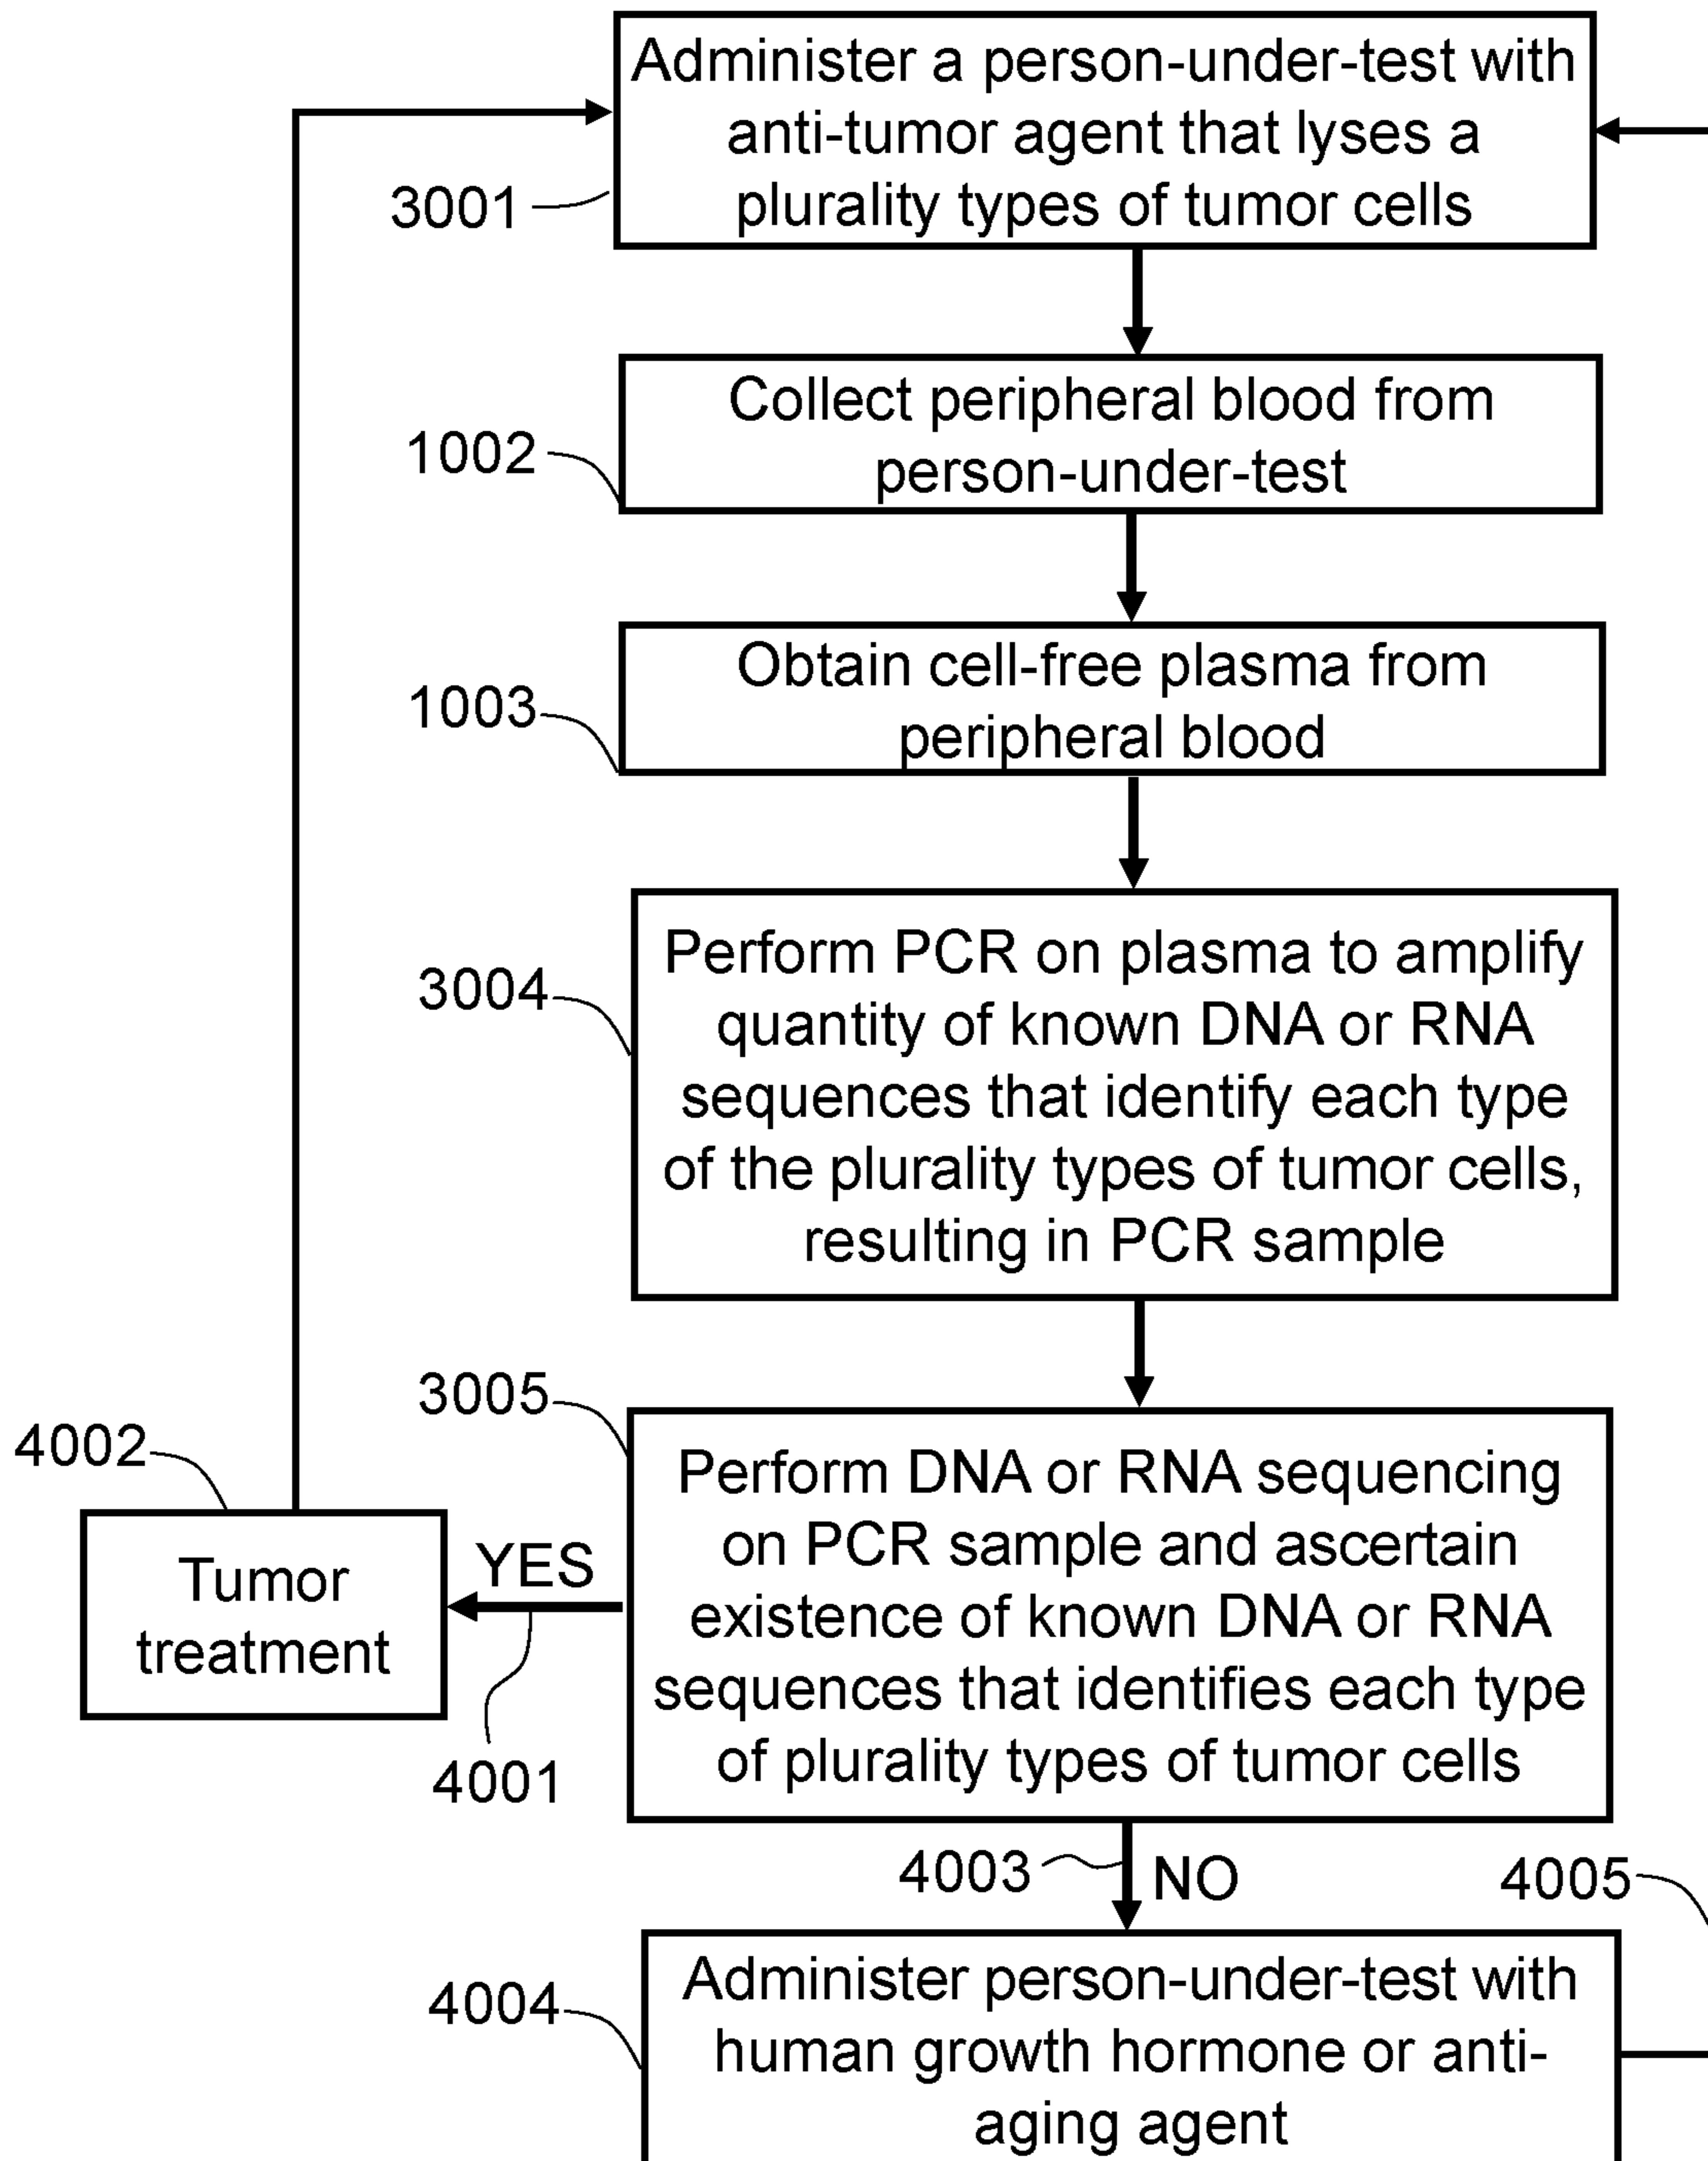 Administer a person-under-test with
anti-tumor agent that lyses a
plurality types of tumor cells
3001
Collect peripheral blood from
person-under-test
1002
Obtain cell-free plasma from
peripheral blood
1003
Perform PCR on plasma to amplify
quantity of known DNA or RNA
sequences that identify each type
of the plurality types of tumor cells,
resulting in PCR sample
3004
3005
Perform DNA or RNA sequencing
on PCR sample and ascertain
existence of known DNA or RNA
sequences that identifies each type
of plurality types of tumor cells
4002
Tumor
treatment
YES
4001
4003
NO
4005
4004
Administer person-under-test with
human growth hormone or anti-
aging agent